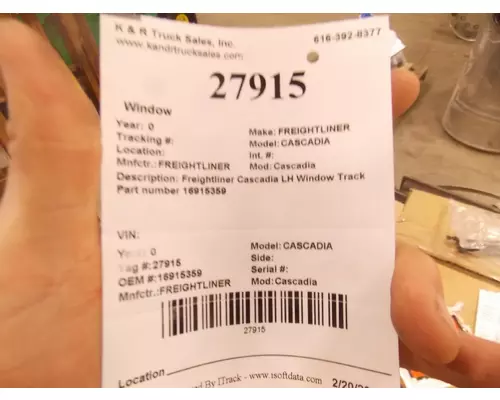 K & R Truck Sales, Inc. 616-392-8377
www.kandrtrucksales.com
27915
Window
Year: 0 Make: FREIGHTLINER
Tracking #: Model: CASCADIA
Location: Int. #:
Mnfctr.: FREIGHTLINER Mod: Cascadia
Description: Freightliner Cascadia LH Window Track
Part number 16915359
VIN:
Year: 0 Model: CASCADIA
Tag #: 27915 Side:
OEM #: 16915359 Serial #:
Mnfctr.: FREIGHTLINER Mod: Cascadia
27915
Location
By ITrack - www.isoftdata.com 2/20/20